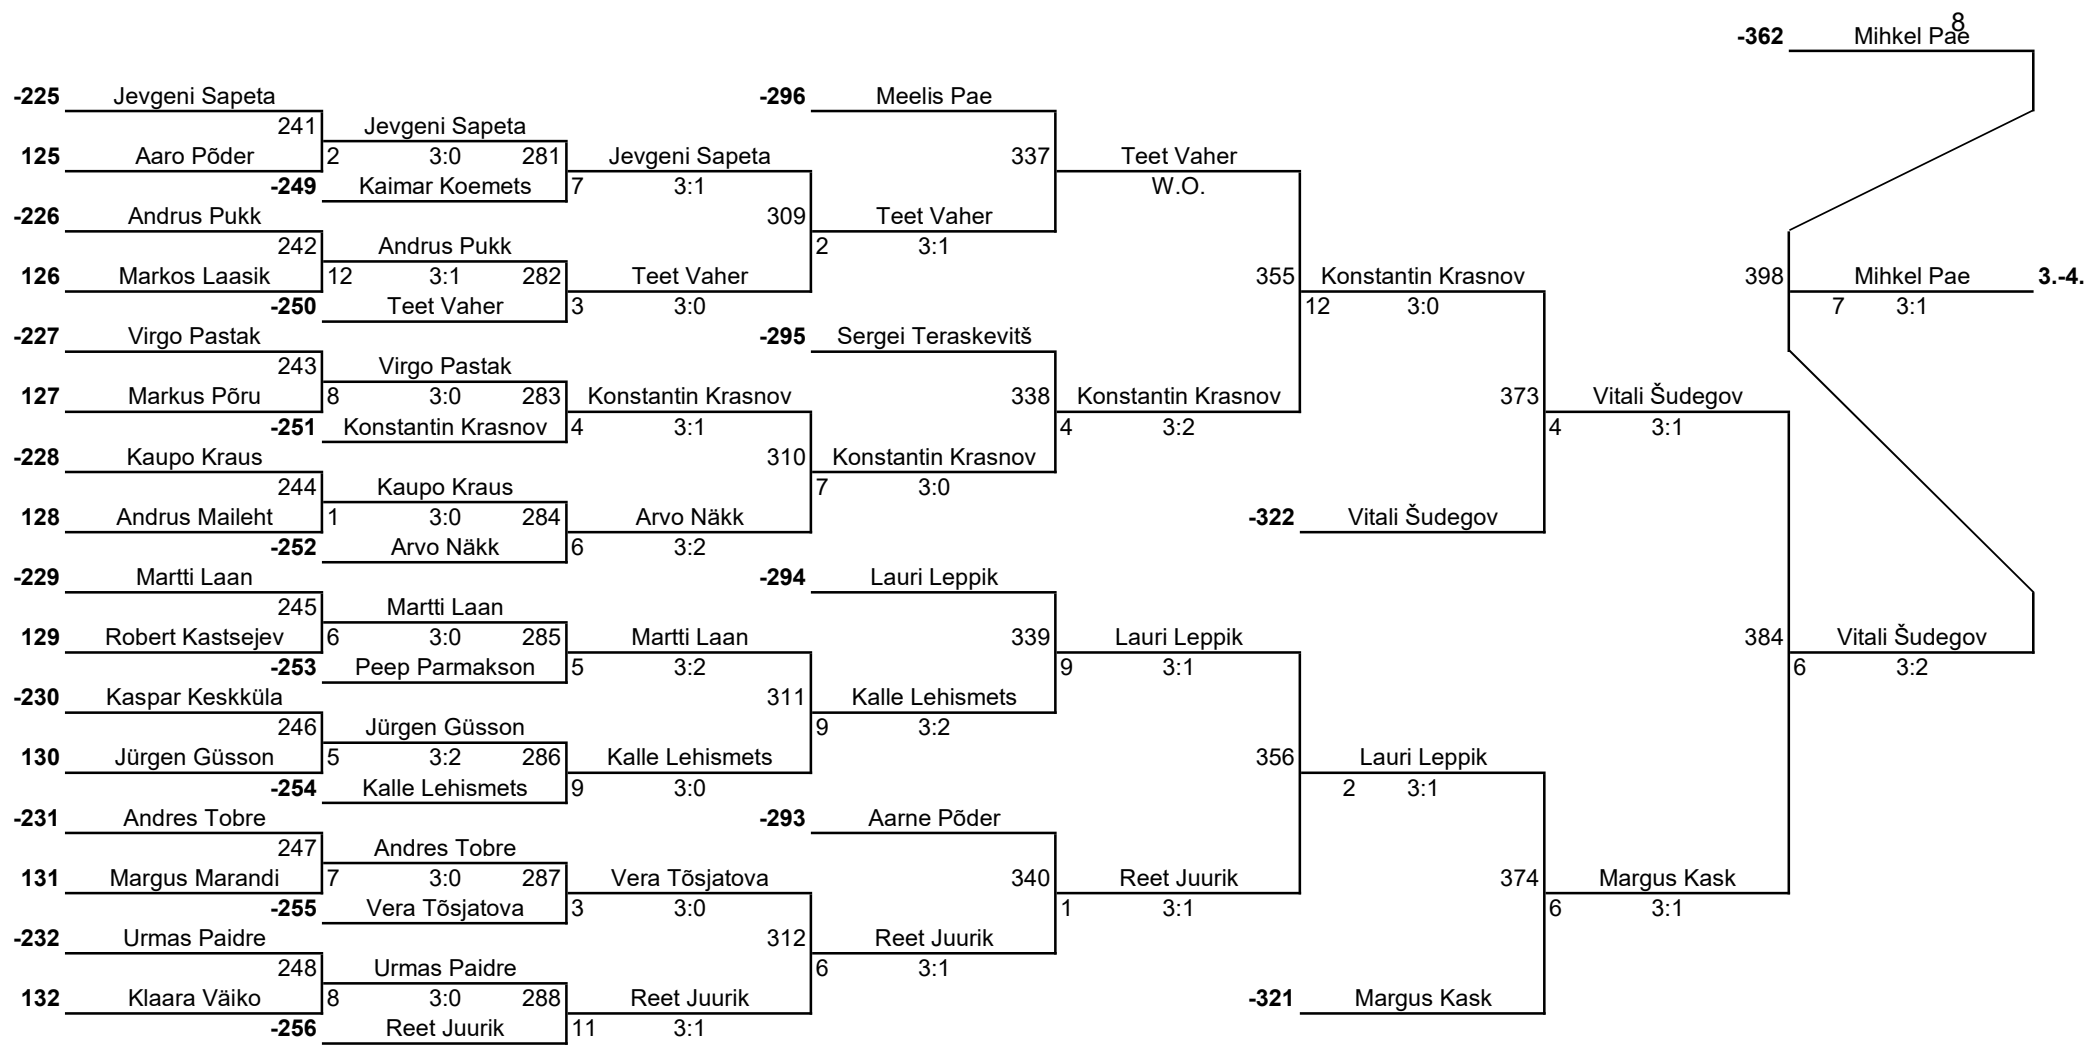 8
-362 Mihkel Pae
-225 Jevgeni Sapeta -296 Meelis Pae
241 Jevgeni Sapeta
125 Aaro Põder 2 3:0 281 Jevgeni Sapeta 337 Teet Vaher
-249 Kaimar Koemets 7 3:1 W.O.
-226 Andrus Pukk 309 Teet Vaher
242 Andrus Pukk 2 3:1
126 Markos Laasik 12 3:1 282 Teet Vaher 355 Konstantin Krasnov 398 Mihkel Pae 3.-4.
-250 Teet Vaher 3 3:0 12 3:0 7 3:1
-227 Virgo Pastak -295 Sergei Teraskevitš
243 Virgo Pastak
127 Markus Põru 8 3:0 283 Konstantin Krasnov 338 Konstantin Krasnov 373 Vitali Šudegov
-251 Konstantin Krasnov 4 3:1 4 3:2 4 3:1
-228 Kaupo Kraus 310 Konstantin Krasnov
244 Kaupo Kraus 7 3:0
128 Andrus Maileht 1 3:0 284 Arvo Näkk -322 Vitali Šudegov
-252 Arvo Näkk 6 3:2
-229 Martti Laan -294 Lauri Leppik
245 Martti Laan
129 Robert Kastsejev 6 3:0 285 Martti Laan 339 Lauri Leppik 384 Vitali Šudegov
-253 Peep Parmakson 5 3:2 9 3:1 6 3:2
-230 Kaspar Keskküla 311 Kalle Lehismets
246 Jürgen Güsson 9 3:2
130 Jürgen Güsson 5 3:2 286 Kalle Lehismets 356 Lauri Leppik
-254 Kalle Lehismets 9 3:0 2 3:1
-231 Andres Tobre -293 Aarne Põder
247 Andres Tobre
131 Margus Marandi 7 3:0 287 Vera Tõsjatova 340 Reet Juurik 374 Margus Kask
-255 Vera Tõsjatova 3 3:0 1 3:1 6 3:1
-232 Urmas Paidre 312 Reet Juurik
248 Urmas Paidre 6 3:1
132 Klaara Väiko 8 3:0 288 Reet Juurik -321 Margus Kask
-256 Reet Juurik 11 3:1